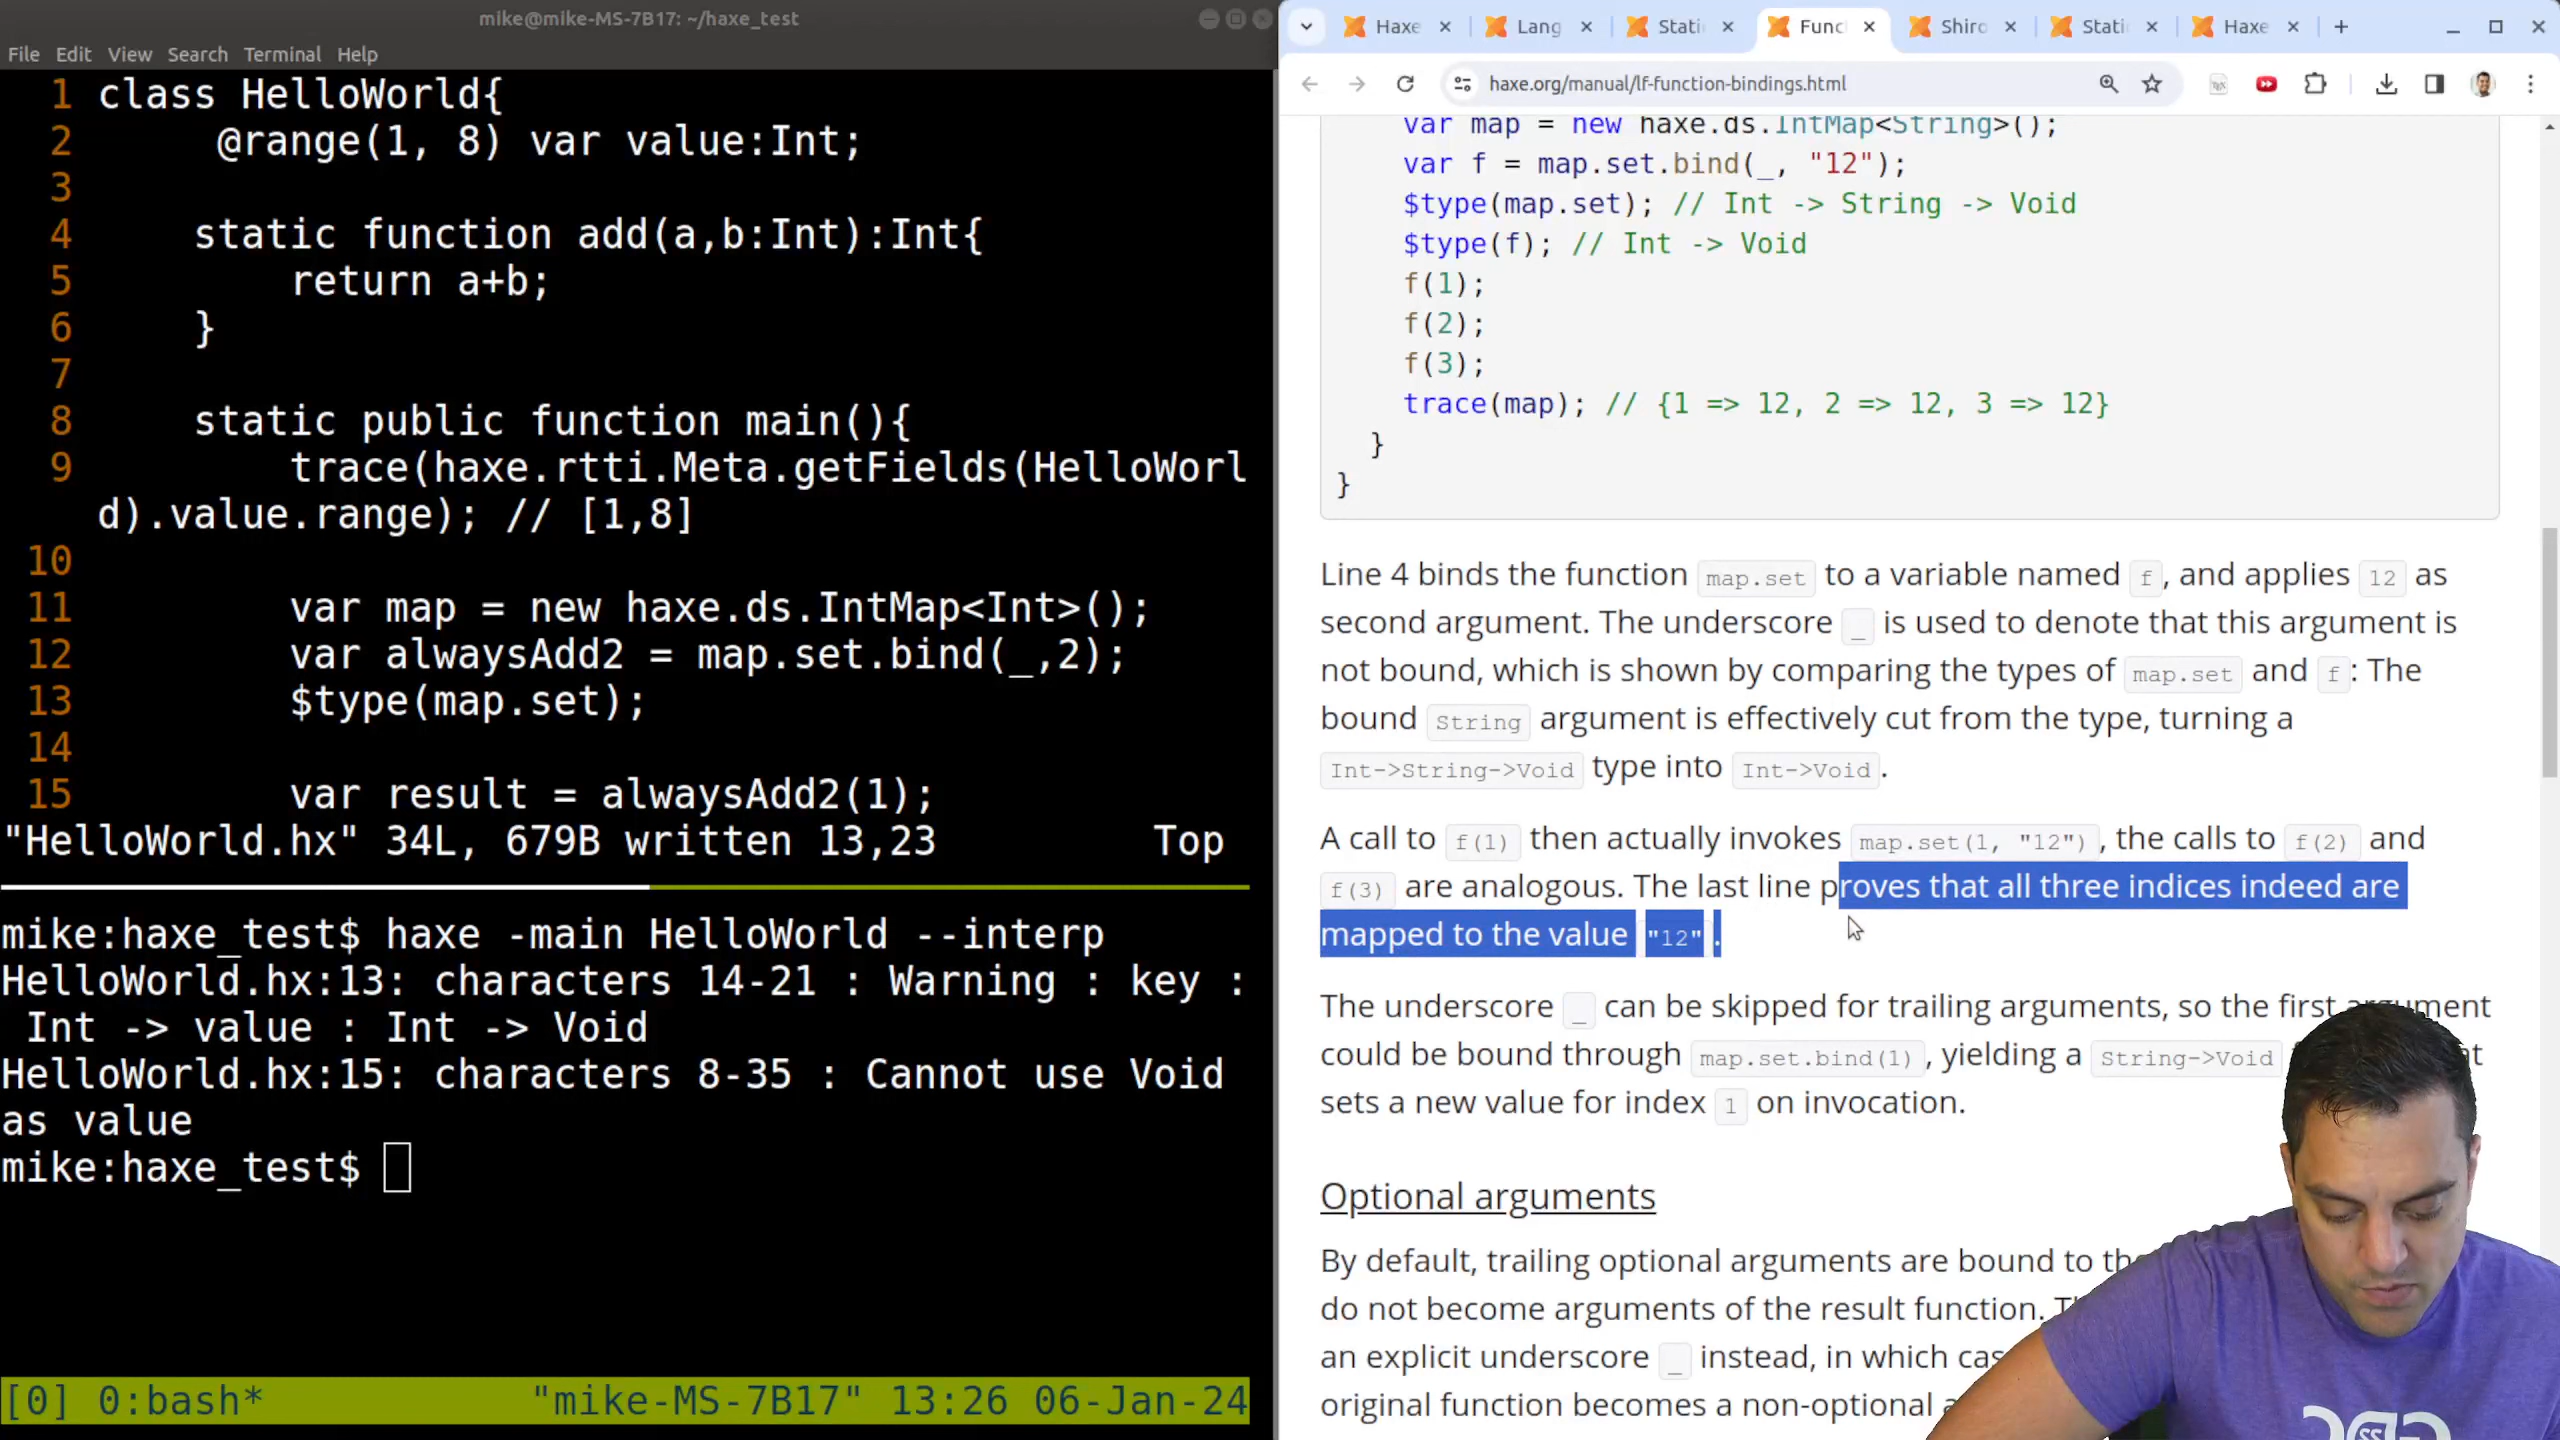 mike@mike-MS-7B17: ~/haxe_test
File Edit View Search Terminal Help
1 class HelloWorld{
2 @range(1, 8) var value:Int;
3
4 static function add(a,b:Int):Int{
5 return a+b;
6 }
7
8 static public function main(){
9 trace(haxe.rtti.Meta.getFields(HelloWorl
d).value.range); // [1,8]
10
11 var map = new haxe.ds.IntMap<Int>();
12 var alwaysAdd2 = map.set.bind(_,2);
13 $type(map.set);
14
15 var result = alwaysAdd2(1);
"HelloWorld.hx" 34L, 679B written 13,23 Top
mike:haxe_test$ haxe -main HelloWorld --interp
HelloWorld.hx:13: characters 14-21 : Warning : key :
Int -> value : Int -> Void
HelloWorld.hx:15: characters 8-35 : Cannot use Void
as value
mike:haxe_test$
[0] 0:bash* "mike-MS-7B17" 13:26 06-Jan-24
Haxe Lang Stati Func Shiro Stati Haxe
haxe.org/manual/lf-function-bindings.html
var map = new haxe.ds.IntMap<String>();
var f = map.set.bind(_, "12");
$type(map.set); // Int -> String -> Void
$type(f); // Int -> Void
f(1);
f(2);
f(3);
trace(map); // {1 => 12, 2 => 12, 3 => 12}
}
}
Line 4 binds the function map.set to a variable named f, and applies 12 as
second argument. The underscore _ is used to denote that this argument is
not bound, which is shown by comparing the types of map.set and f: The
bound String argument is effectively cut from the type, turning a
Int->String->Void type into Int->Void.
A call to f(1) then actually invokes map.set(1, "12"), the calls to f(2) and
f(3) are analogous. The last line proves that all three indices indeed are
mapped to the value "12".
The underscore _ can be skipped for trailing arguments, so the first argument
could be bound through map.set.bind(1), yielding a String->Void
sets a new value for index 1 on invocation.
Optional arguments
By default, trailing optional arguments are bound to
do not become arguments of the result function.
an explicit underscore _ instead, in which
original function becomes a non-optional